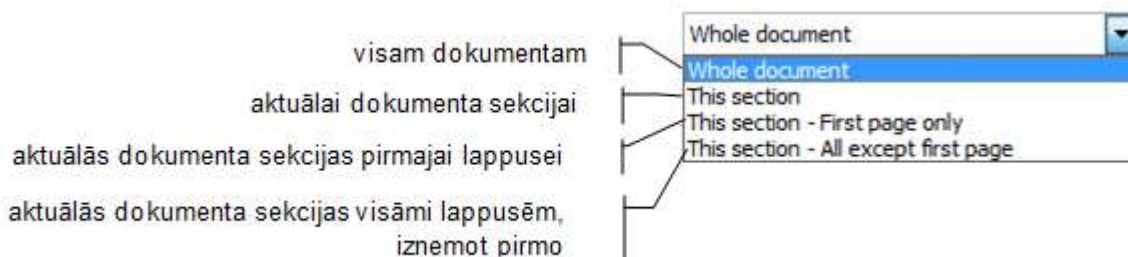 Whole document
visam dokumentam
Whole document
aktuālai dokumenta sekcijai
This section
This section - First page only
aktuālās dokumenta sekcijas pirmajai lappusei
This section - All except first page
aktuālās dokumenta sekcijas visāmi lappusēm,
iznemot pirmo